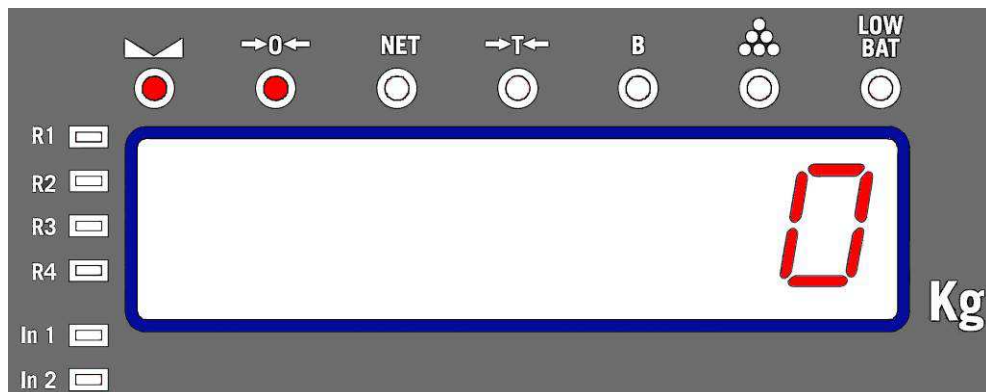 →0← NET →T← B LOW BAT
R1
R2
R3
R4
0
Kg
In 1
In 2